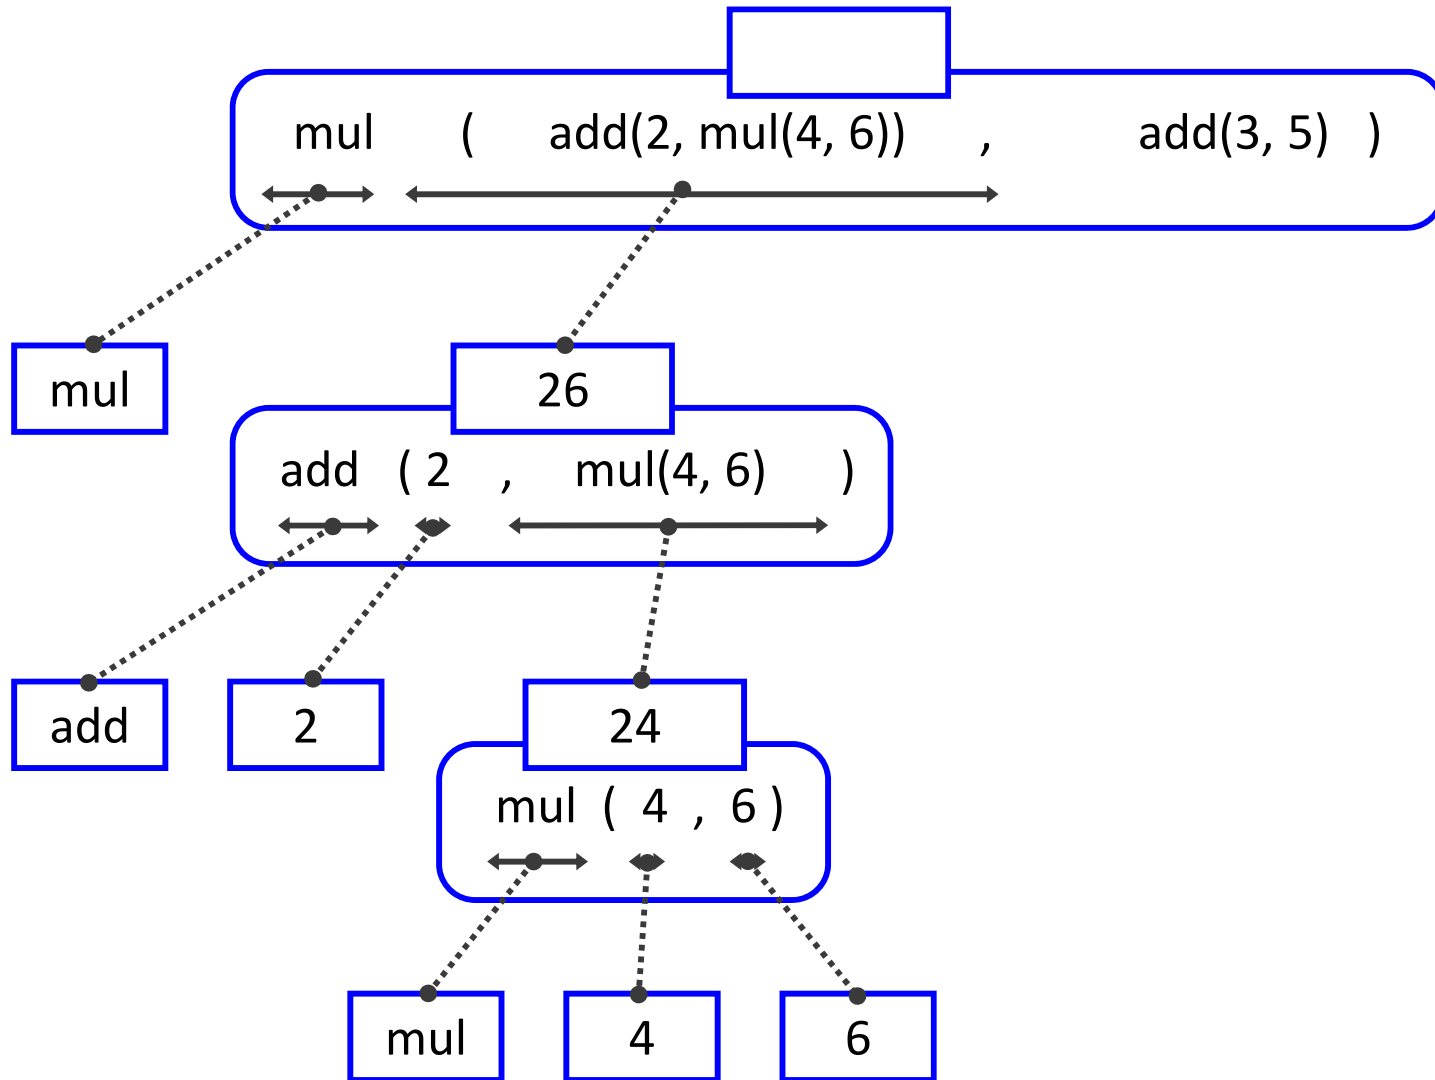 mul ( add(2, mul(4, 6)) , add(3, 5) )
mul
26
add ( 2 , mul(4, 6) )
add
2
24
mul ( 4 , 6 )
mul
4
6